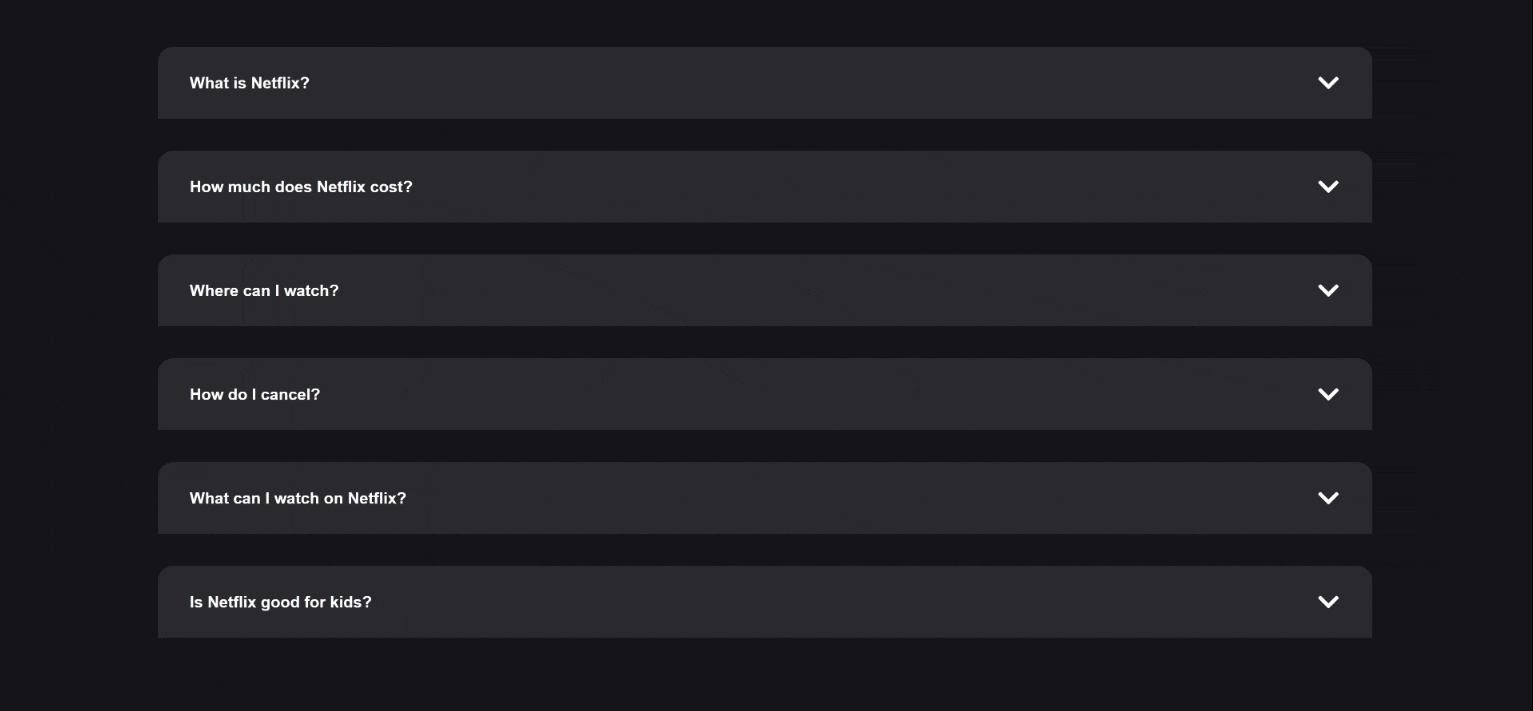 What is Netflix?
How much does Netflix cost?
Where can I watch?
How do I cancel?
What can I watch on Netflix?
Is Netflix good for kids?